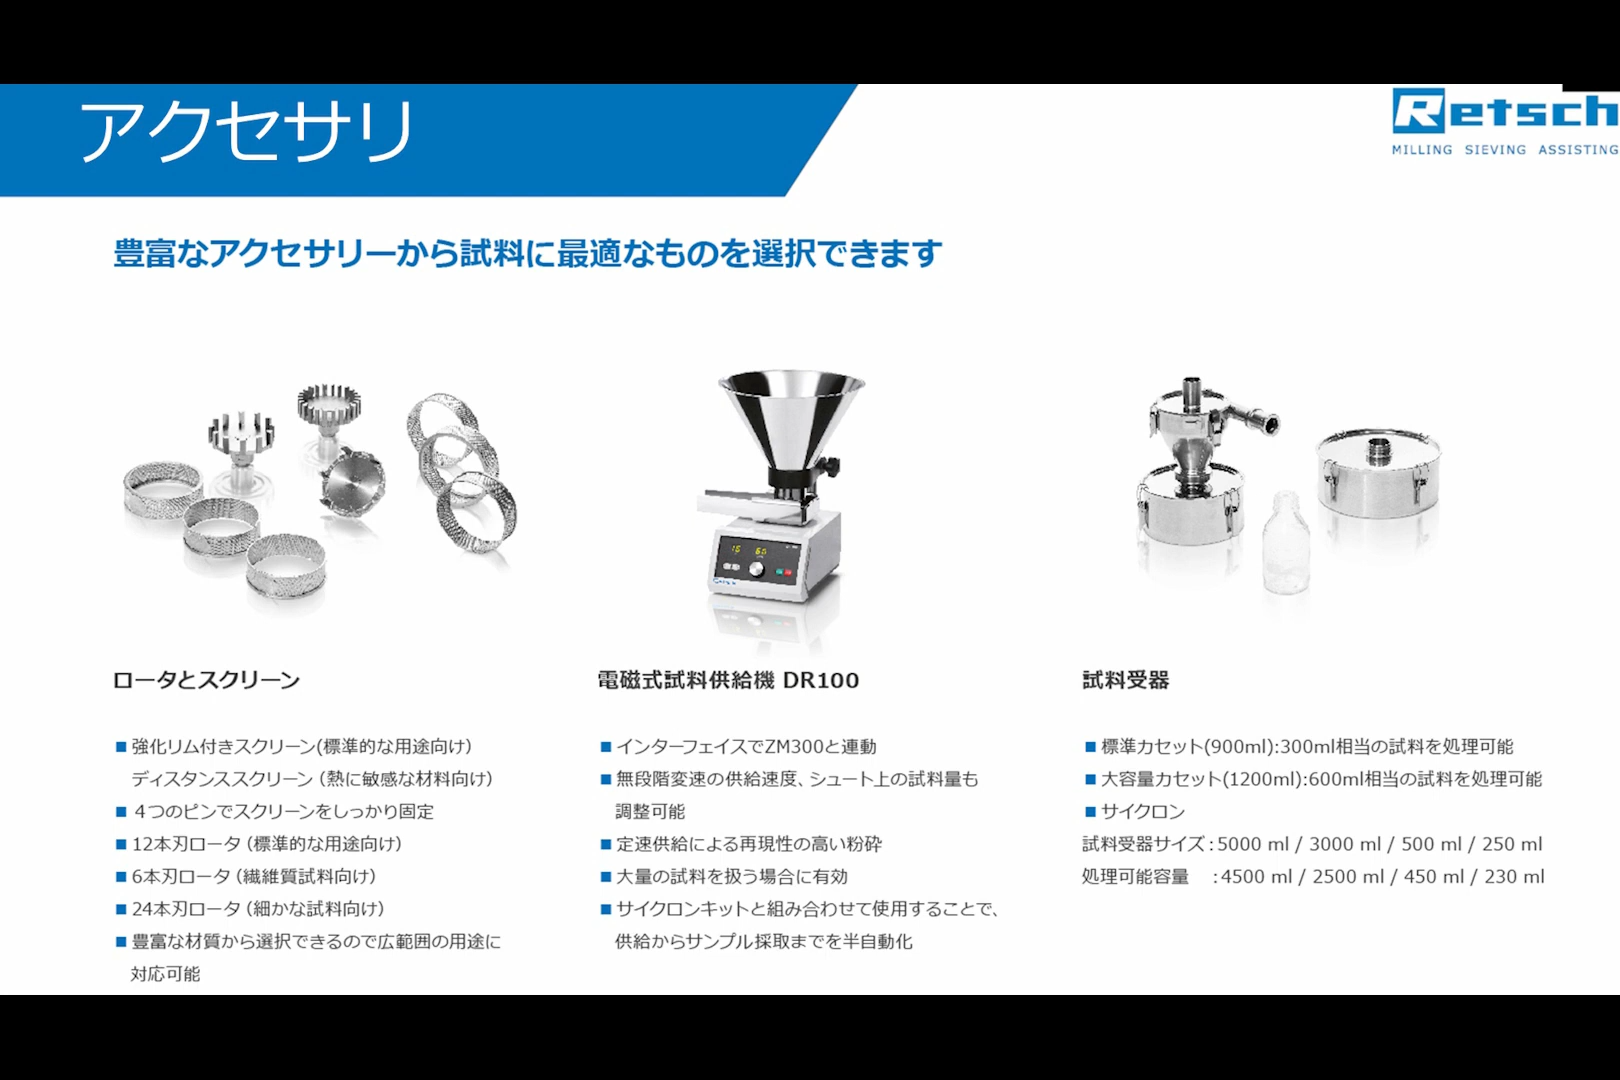 アクセサリ
Retsch
MILLING SIEVING ASSISTING
豊富なアクセサリーから試料に最適なものを選択できます
ロータとスクリーン
■ 強化リム付きスクリーン(標準的な用途向け)
ディスタンススクリーン（熱に敏感な材料向け）
■ 4つのピンでスクリーンをしっかり固定
■ 12本刃ロータ（標準的な用途向け）
■ 6本刃ロータ（繊維質試料向け）
■ 24本刃ロータ（細かな試料向け）
■ 豊富な材質から選択できるので広範囲の用途に
対応可能
電磁式試料供給機 DR100
■ インターフェイスでZM300と連動
■ 無段階変速の供給速度、シュート上の試料量も
調整可能
■ 定速供給による再現性の高い粉砕
■ 大量の試料を扱う場合に有効
■ サイクロンキットと組み合わせて使用することで、
供給からサンプル採取までを半自動化
試料受器
■ 標準カセット(900ml):300ml相当の試料を処理可能
■ 大容量カセット(1200ml):600ml相当の試料を処理可能
■ サイクロン
試料受器サイズ：5000 ml / 3000 ml / 500 ml / 250 ml
処理可能容量　：4500 ml / 2500 ml / 450 ml / 230 ml